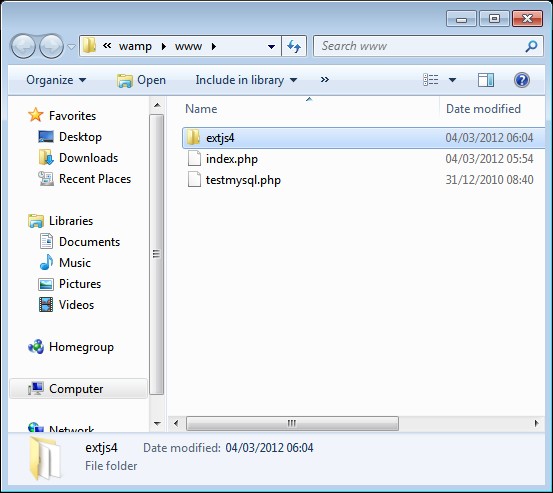 « wamp www
Search www
Organize Open Include in library »
Name Date modified
Favorites
Desktop
Downloads
Recent Places
Libraries
Documents
Music
Pictures
Videos
Homegroup
Computer
Network
extjs4 04/03/2012 06:04
index.php 04/03/2012 05:54
testmysql.php 31/12/2010 08:40
extjs4 Date modified: 04/03/2012 06:04
File folder